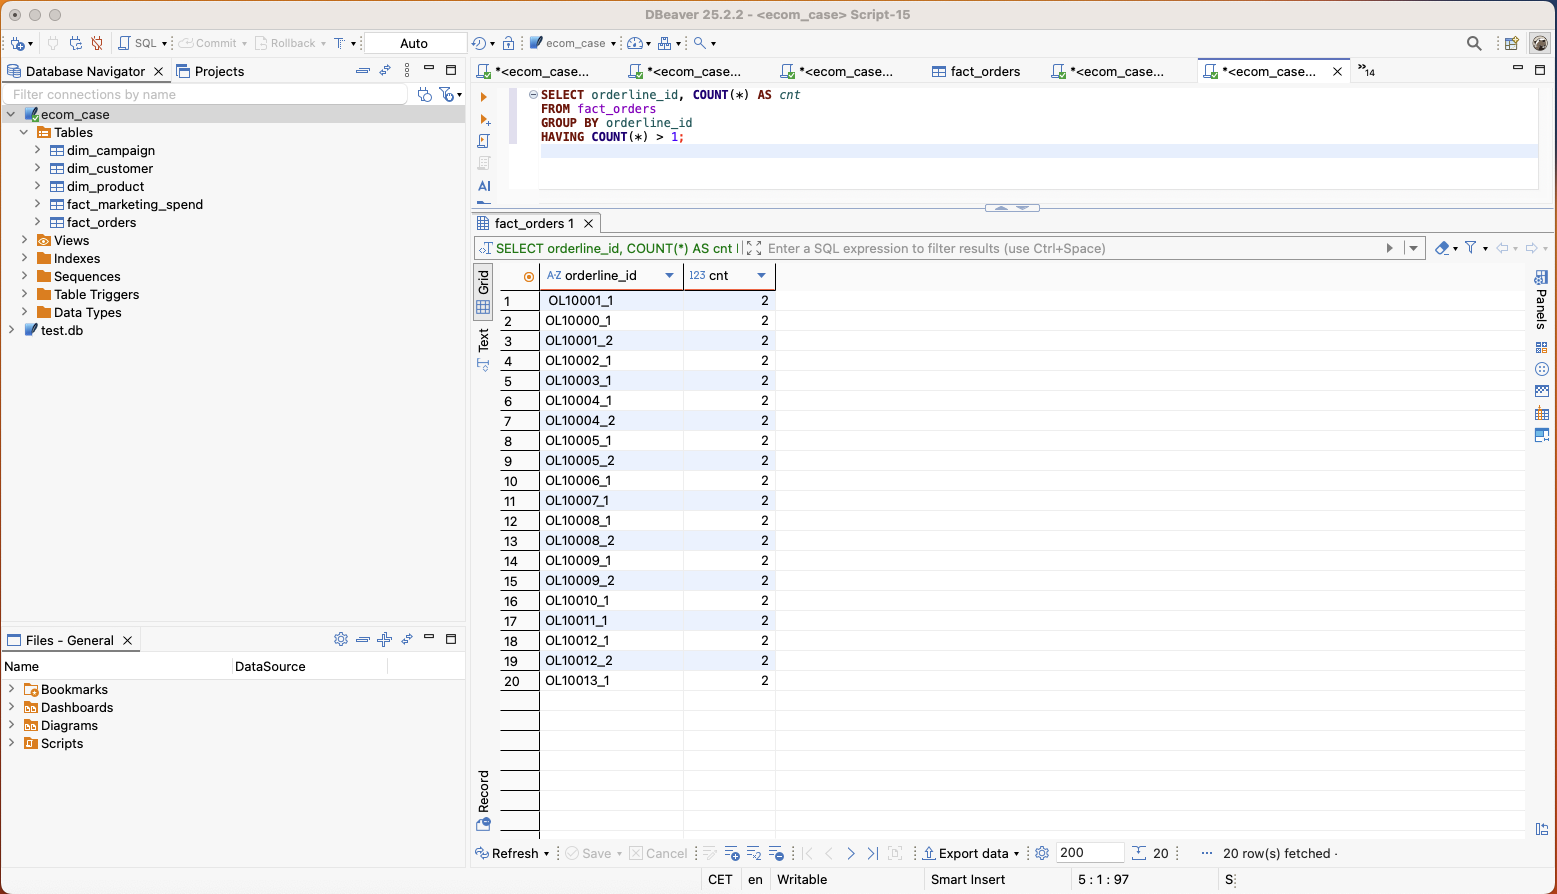 DBeaver 25.2.2 - <ecom_case> Script-15
SQL
Commit
Rollback
T
Auto
ecom_case
Database Navigator
Projects
Filter connections by name
ecom_case
Tables
dim_campaign
dim_customer
dim_product
fact_marketing_spend
fact_orders
Views
Indexes
Sequences
Table Triggers
Data Types
test.db
Files - General
Name DataSource
Bookmarks
Dashboards
Diagrams
Scripts
*<ecom_case...
*<ecom_case...
*<ecom_case...
fact_orders
*<ecom_case...
*<ecom_case...
»14
AI
SELECT orderline_id, COUNT(*) AS cnt
FROM fact_orders
GROUP BY orderline_id
HAVING COUNT(*) > 1;
fact_orders 1
SELECT orderline_id, COUNT(*) AS cnt
Enter a SQL expression to filter results (use Ctrl+Space)
Grid
Text
Record
Panels
A-Z orderline_id 123 cnt
1 OL10001_1 2
2 OL10000_1 2
3 OL10001_2 2
4 OL10002_1 2
5 OL10003_1 2
6 OL10004_1 2
7 OL10004_2 2
8 OL10005_1 2
9 OL10005_2 2
10 OL10006_1 2
11 OL10007_1 2
12 OL10008_1 2
13 OL10008_2 2
14 OL10009_1 2
15 OL10009_2 2
16 OL10010_1 2
17 OL10011_1 2
18 OL10012_1 2
19 OL10012_2 2
20 OL10013_1 2
Refresh Save Cancel Export data 200 20 ··· 20 row(s) fetched
CET en Writable Smart Insert 5 : 1 : 97 S